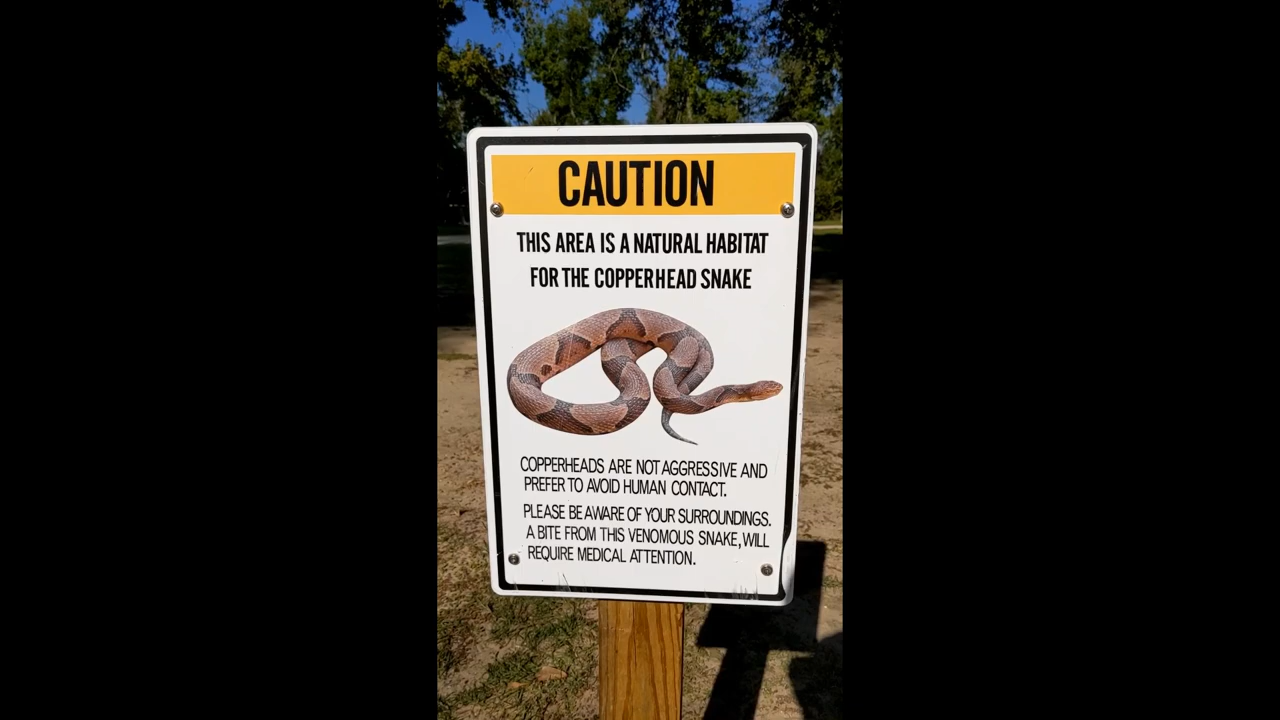 CAUTION
THIS AREA IS A NATURAL HABITAT
FOR THE COPPERHEAD SNAKE
COPPERHEADS ARE NOT AGGRESSIVE AND
PREFER TO AVOID HUMAN CONTACT.
PLEASE BE AWARE OF YOUR SURROUNDINGS.
A BITE FROM THIS VENOMOUS SNAKE, WILL
REQUIRE MEDICAL ATTENTION.